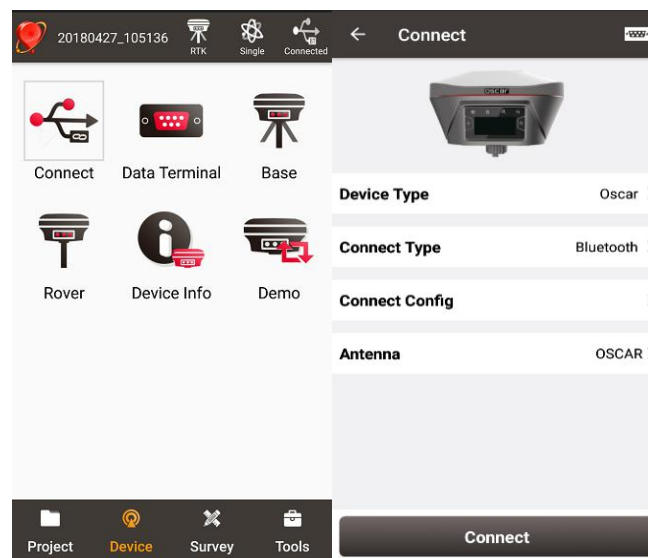 20180427_105136
RTK
Single
Connected
Connect
Data Terminal
Base
Rover
Device Info
Demo
Project
Device
Survey
Tools
Connect
OSCAR
Device Type
Oscar
Connect Type
Bluetooth
Connect Config
Antenna
OSCAR
Connect